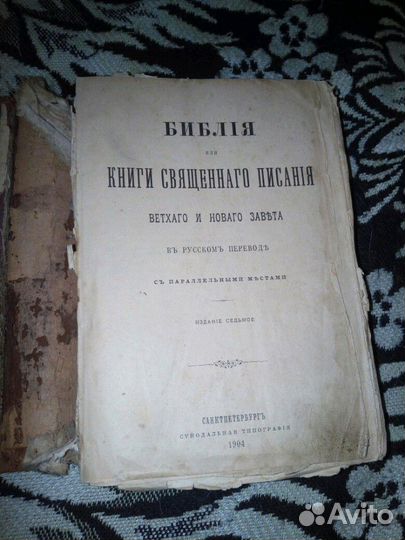 БИБЛІЯ
или
КНИГИ СВЯЩЕННАГО ПИСАНІЯ
ВЕТХАГО И НОВАГО ЗАВѢТА
ВЪ РУССКОМЪ ПЕРЕВОДѢ
СЪ ПАРАЛЛЕЛЬНЫМИ МѢСТАМИ
ИЗДАНІЕ СЕДЬМОЕ
САНКТПЕТЕРБУРГЪ
СѴНОДАЛЬНАЯ ТИПОГРАФІЯ
1904
Avito